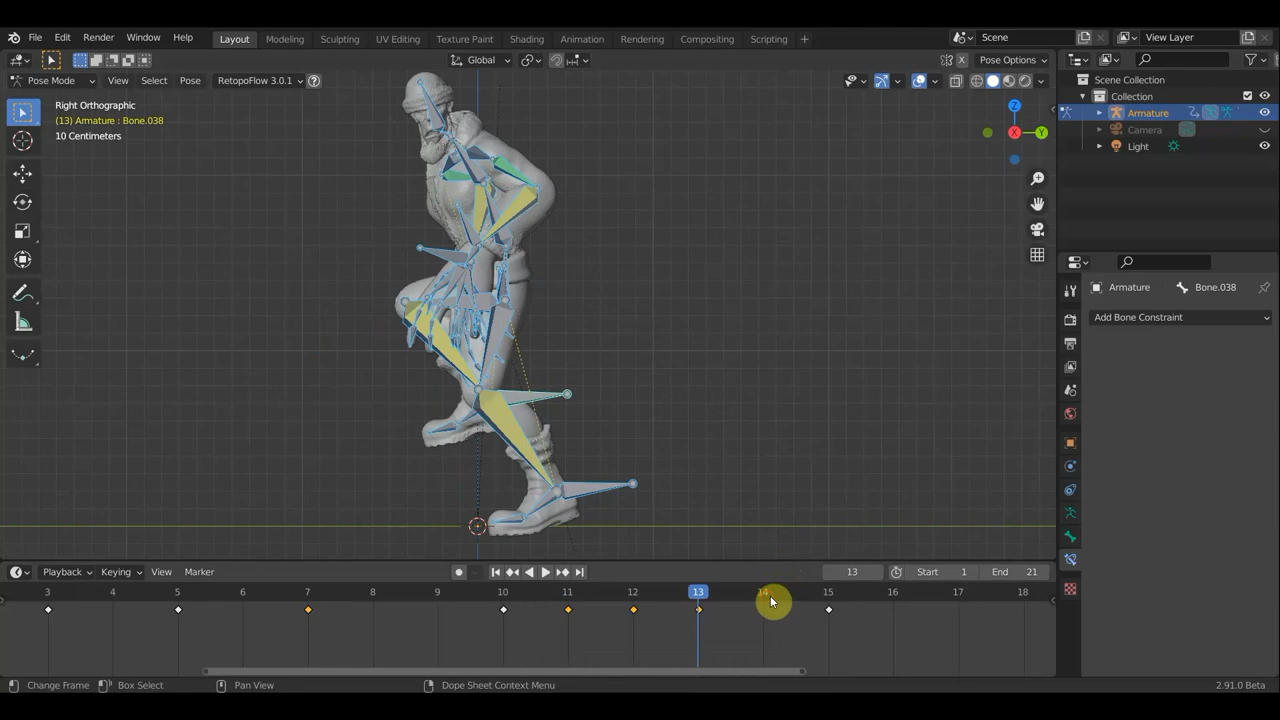 File Edit Render Window Help Layout Modeling Sculpting UV Editing Texture Paint Shading Animation Rendering Compositing Scripting + Scene View Layer
Global Pose Options
Pose Mode View Select Pose RetopoFlow 3.0.1 X
Scene Collection
Collection
Armature
Camera
Light
Right Orthographic
(13) Armature : Bone.038
10 Centimeters
Z
X
Y
Armature Bone.038
Add Bone Constraint
Playback Keying View Marker 13 Start 1 End 21
3 4 5 6 7 8 9 10 11 12 13 14 15 16 17 18
Change Frame Box Select Pan View Dope Sheet Context Menu 2.91.0 Beta